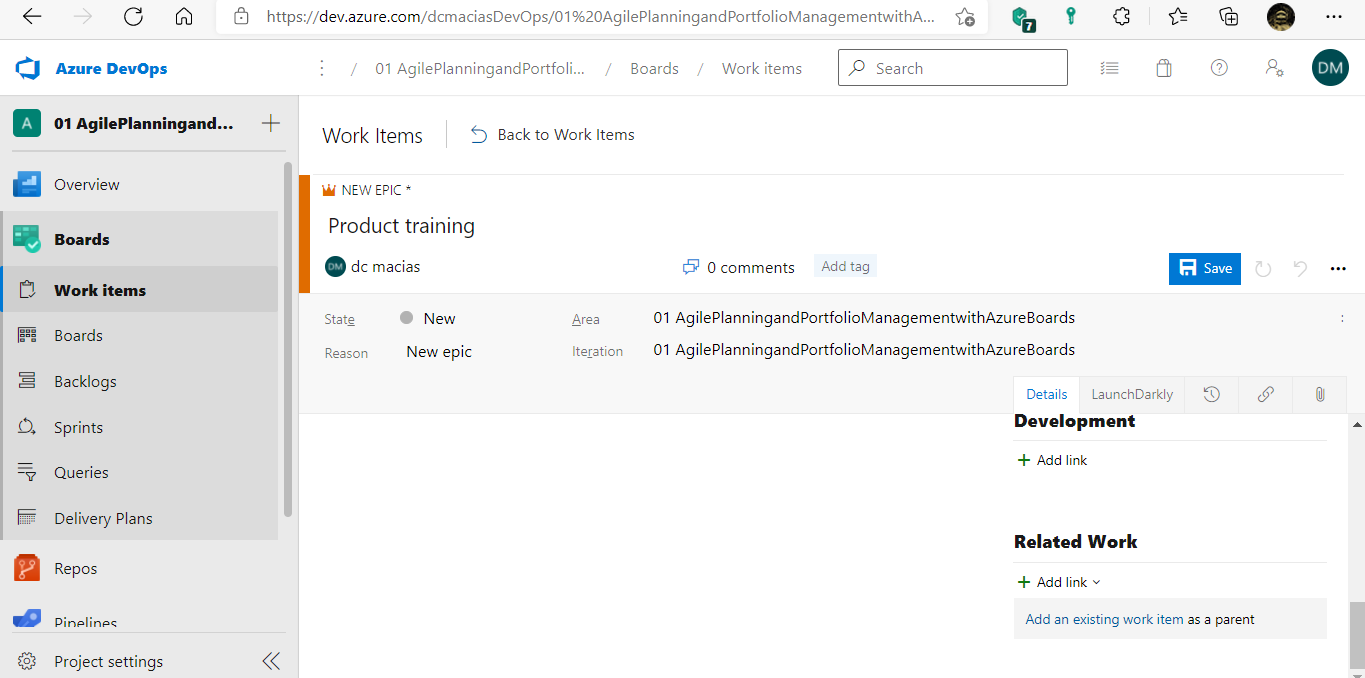 https://dev.azure.com/dcmaciasDevOps/01%20AgilePlanningandPortfolioManagementwithA...
7
Azure DevOps
/ 01 AgilePlanningandPortfoli... / Boards / Work items
Search
DM
A
01 AgilePlanningand...
Overview
Boards
Work items
Boards
Backlogs
Sprints
Queries
Delivery Plans
Repos
Pipelines
Project settings
Work Items
Back to Work Items
NEW EPIC *
Product training
DM dc macias
0 comments
Add tag
Save
State
New
Area
01 AgilePlanningandPortfolioManagementwithAzureBoards
Reason
New epic
Iteration
01 AgilePlanningandPortfolioManagementwithAzureBoards
Details
LaunchDarkly
Development
+ Add link
Related Work
+ Add link
Add an existing work item as a parent